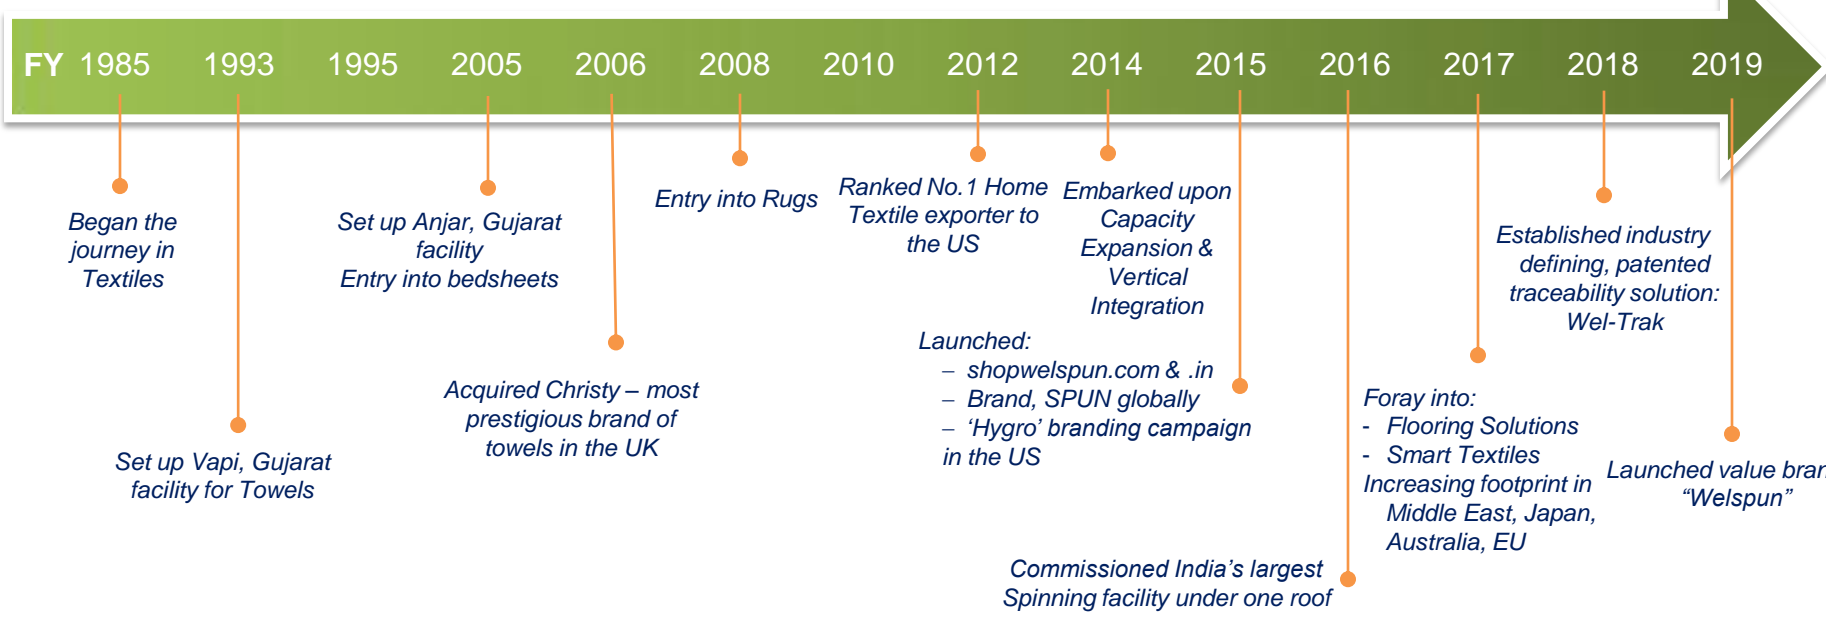 FY 1985 1993 1995 2005 2006 2008 2010 2012 2014 2015 2016 2017 2018 2019
Began the
journey in
Textiles
Set up Vapi, Gujarat
facility for Towels
Set up Anjar, Gujarat
facility
Entry into bedsheets
Acquired Christy – most
prestigious brand of
towels in the UK
Entry into Rugs
Ranked No.1 Home
Textile exporter to
the US
Embarked upon
Capacity
Expansion &
Vertical
Integration
Launched:
– shopwelspun.com & .in
– Brand, SPUN globally
– ‘Hygro’ branding campaign
in the US
Commissioned India’s largest
Spinning facility under one roof
Foray into:
- Flooring Solutions
- Smart Textiles
Increasing footprint in
Middle East, Japan,
Australia, EU
Established industry
defining, patented
traceability solution:
Wel-Trak
Launched value bran
“Welspun”